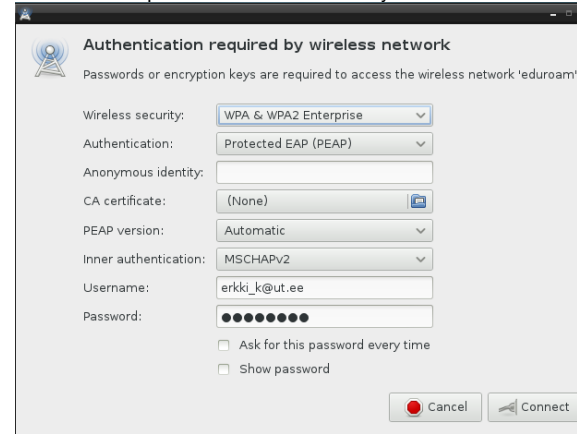 Authentication required by wireless network
Passwords or encryption keys are required to access the wireless network 'eduroam'
Wireless security: WPA & WPA2 Enterprise
Authentication: Protected EAP (PEAP)
Anonymous identity:
CA certificate: (None)
PEAP version: Automatic
Inner authentication: MSCHAPv2
Username: erkki_k@ut.ee
Password: ●●●●●●●●
Ask for this password every time
Show password
Cancel Connect